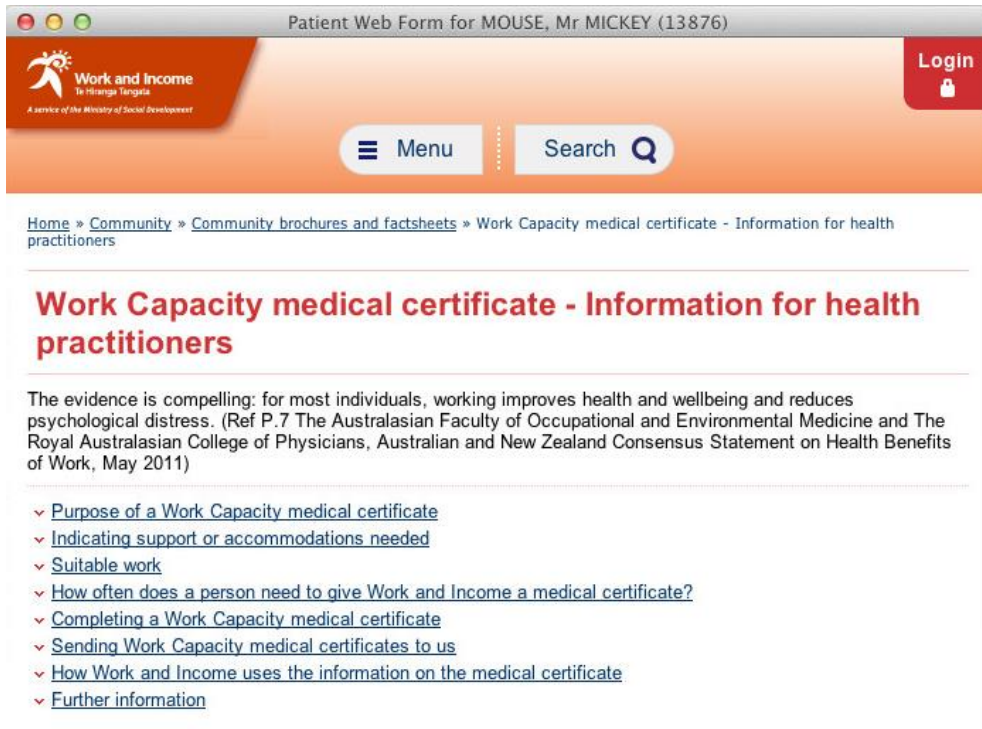 Patient Web Form for MOUSE, Mr MICKEY (13876)
Work and Income
Te Hiranga Tangata
A service of the Ministry of Social Development
Login
Menu
Search
Home » Community » Community brochures and factsheets » Work Capacity medical certificate - Information for health
practitioners
Work Capacity medical certificate - Information for health
practitioners
The evidence is compelling: for most individuals, working improves health and wellbeing and reduces
psychological distress. (Ref P.7 The Australasian Faculty of Occupational and Environmental Medicine and The
Royal Australasian College of Physicians, Australian and New Zealand Consensus Statement on Health Benefits
of Work, May 2011)
Purpose of a Work Capacity medical certificate
Indicating support or accommodations needed
Suitable work
How often does a person need to give Work and Income a medical certificate?
Completing a Work Capacity medical certificate
Sending Work Capacity medical certificates to us
How Work and Income uses the information on the medical certificate
Further information